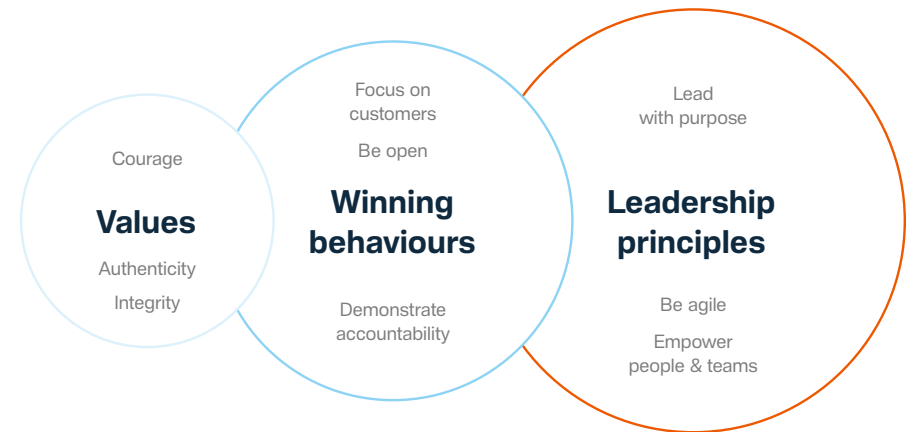 Courage
Values
Authenticity
Integrity
Focus on
customers
Be open
Winning
behaviours
Demonstrate
accountability
Lead
with purpose
Leadership
principles
Be agile
Empower
people & teams